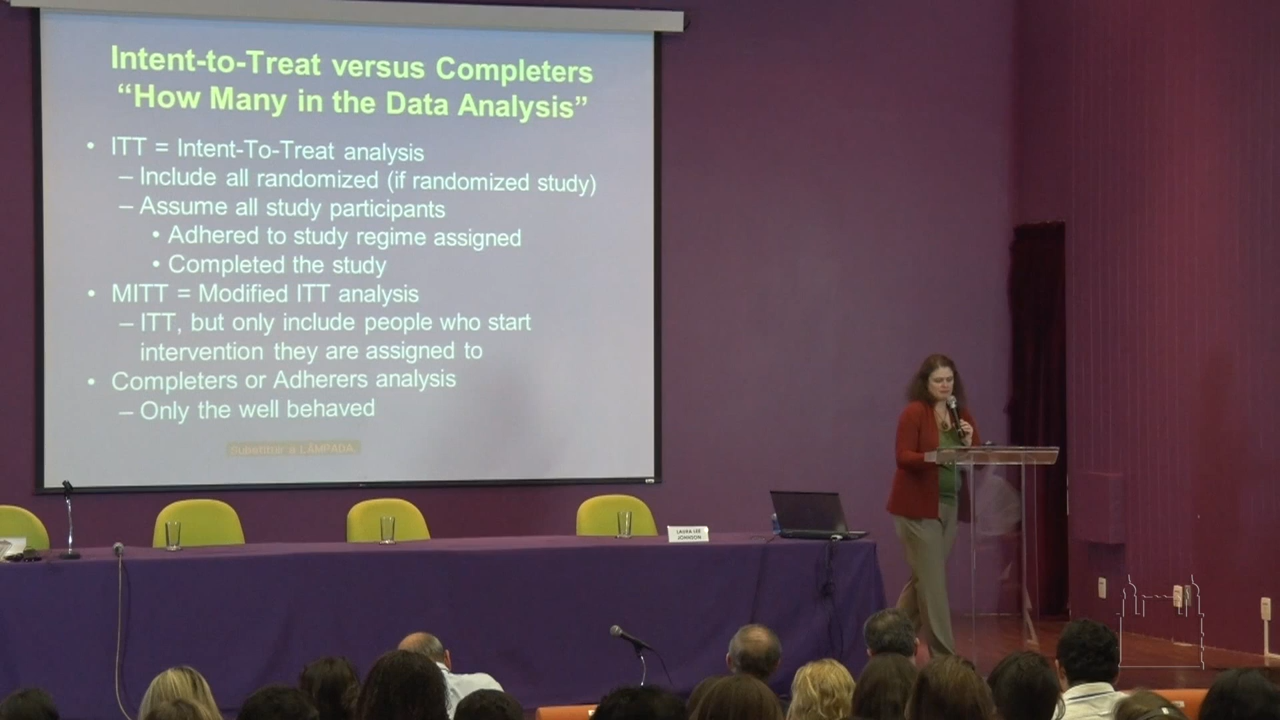 Intent-to-Treat versus Completers
“How Many in the Data Analysis”
• ITT = Intent-To-Treat analysis
– Include all randomized (if randomized study)
– Assume all study participants
• Adhered to study regime assigned
• Completed the study
• MITT = Modified ITT analysis
– ITT, but only include people who start
intervention they are assigned to
• Completers or Adherers analysis
– Only the well behaved
Substituir a LÂMPADA.
LAURA LEE
JOHNSON